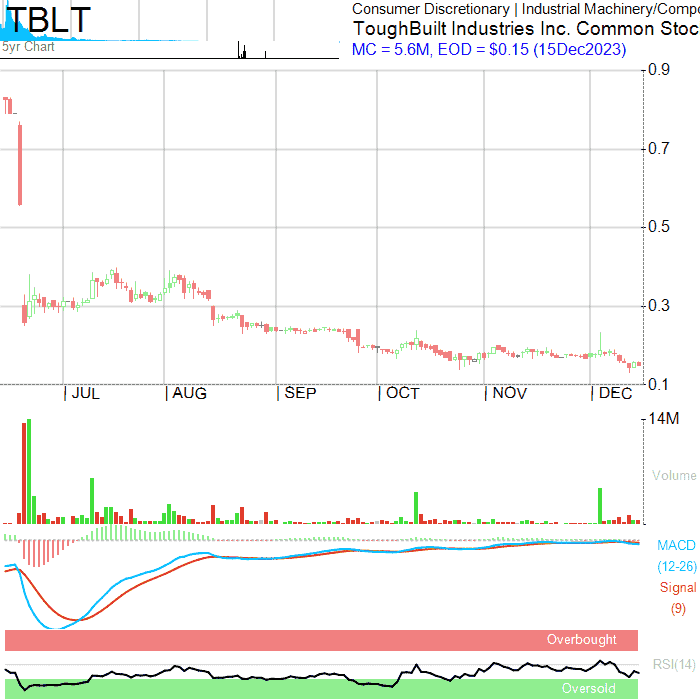 TBLT
5yr Chart
Consumer Discretionary | Industrial Machinery/Compo
ToughBuilt Industries Inc. Common Stoc
MC = 5.6M, EOD = $0.15 (15Dec2023)
0.9
0.7
0.5
0.3
0.1
JUL AUG SEP OCT NOV DEC
14M
Volume
MACD
(12-26)
Signal
(9)
Overbought
RSI(14)
Oversold